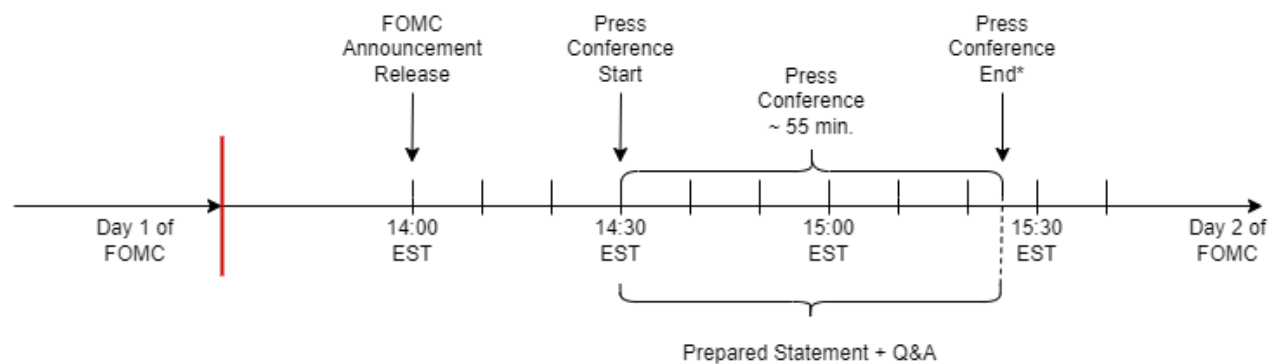 FOMC
Announcement
Release
Press
Conference
Start
Press
Conference
~ 55 min.
Press
Conference
End*
Day 1 of
FOMC
14:00
EST
14:30
EST
15:00
EST
15:30
EST
Day 2 of
FOMC
Prepared Statement + Q&A